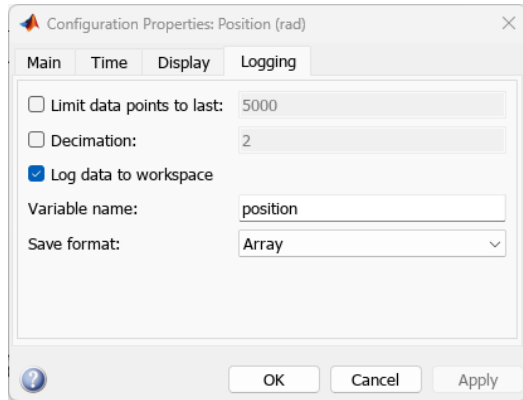 Configuration Properties: Position (rad)
Main Time Display Logging
Limit data points to last: 5000
Decimation: 2
Log data to workspace
Variable name: position
Save format: Array
? OK Cancel Apply